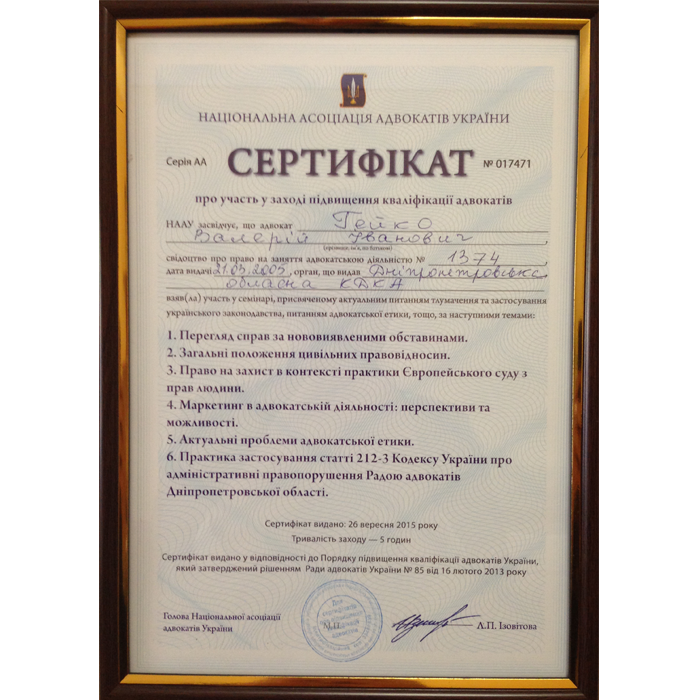 НАЦІОНАЛЬНА АСОЦІАЦІЯ АДВОКАТІВ УКРАЇНИ
Серія АА СЕРТИФІКАТ № 017471
про участь у заході підвищення кваліфікації адвокатів
НААУ засвідчує, що адвокат Гейко
Валерій Іванович,
(прізвище, ім'я, по батькові)
свідоцтво про право на заняття адвокатською діяльністю № 1374
дата видачі 21.03.2005, орган, що видав Дніпропетровська
обласна КДКА,
взяв(ла) участь у семінарі, присвяченому актуальним питанням тлумачення та застосування
українського законодавства, питанням адвокатської етики, тощо, за наступними темами:
1. Перегляд справ за нововиявленими обставинами.
2. Загальні положення цивільних правовідносин.
3. Право на захист в контексті практики Європейського суду з
прав людини.
4. Маркетинг в адвокатській діяльності: перспективи та
можливості.
5. Актуальні проблеми адвокатської етики.
6. Практика застосування статті 212-3 Кодексу України про
адміністративні правопорушення Радою адвокатів
Дніпропетровської області.
Сертифікат видано: 26 вересня 2015 року
Тривалість заходу — 5 годин
Сертифікат видано у відповідності до Порядку підвищення кваліфікації адвокатів України,
який затверджений рішенням Ради адвокатів України № 85 від 16 лютого 2013 року
Голова Національної асоціації
адвокатів України
М.П.
Л.П. Ізовітова